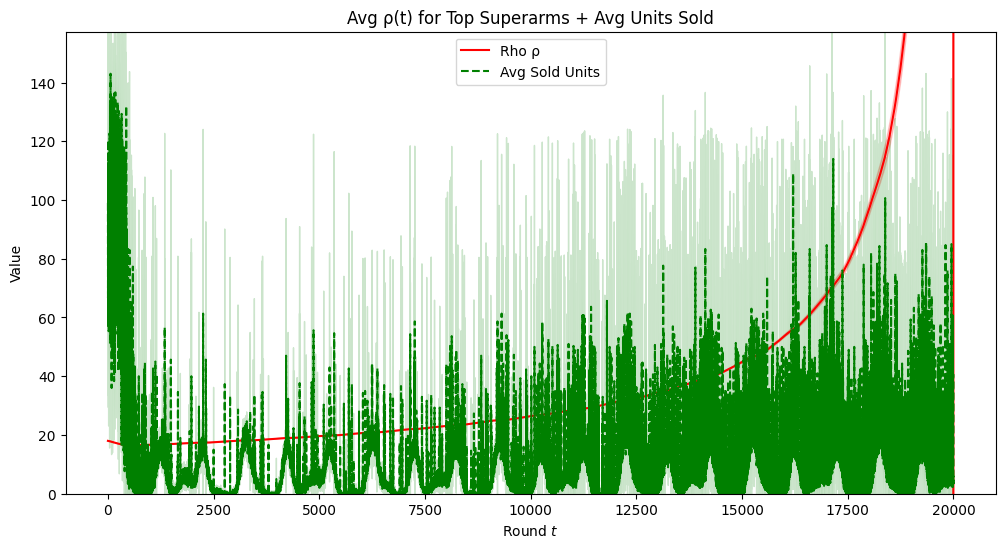 Avg ρ(t) for Top Superarms + Avg Units Sold
Rho ρ
Avg Sold Units
Value
140
120
100
80
60
40
20
0
0 2500 5000 7500 10000 12500 15000 17500 20000
Round t